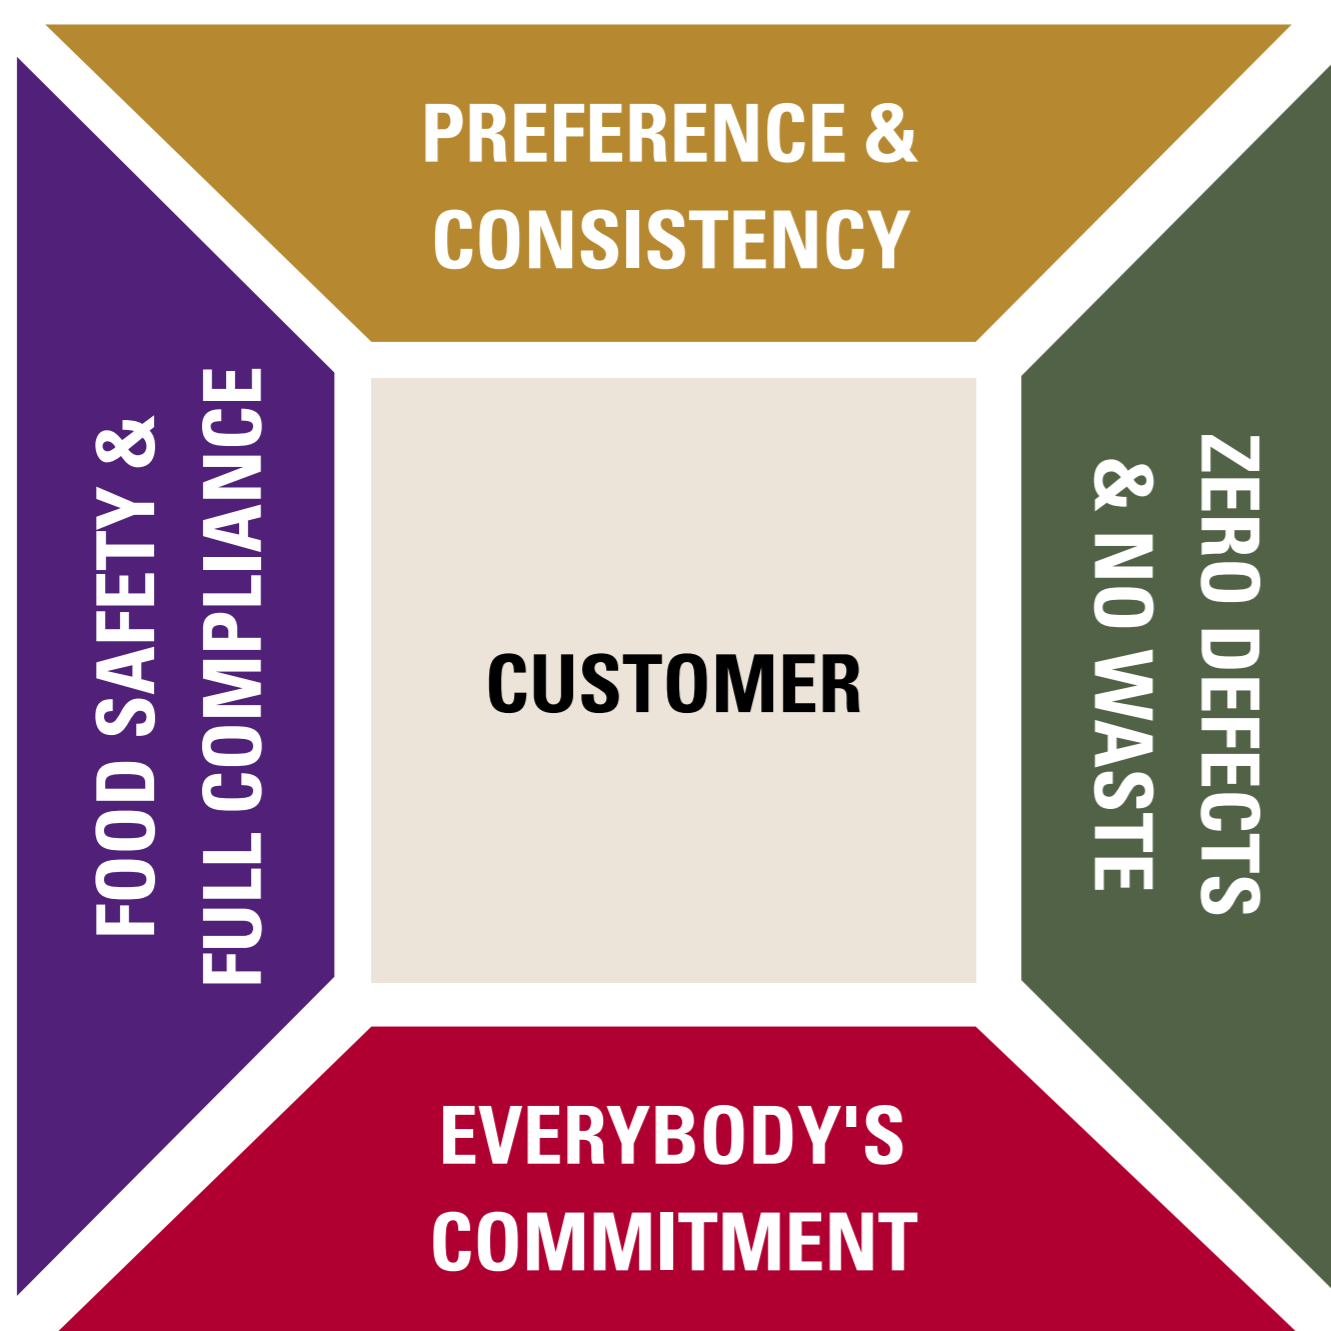 PREFERENCE &
CONSISTENCY
FOOD SAFETY &
FULL COMPLIANCE
CUSTOMER
ZERO DEFECTS
& NO WASTE
EVERYBODY'S
COMMITMENT